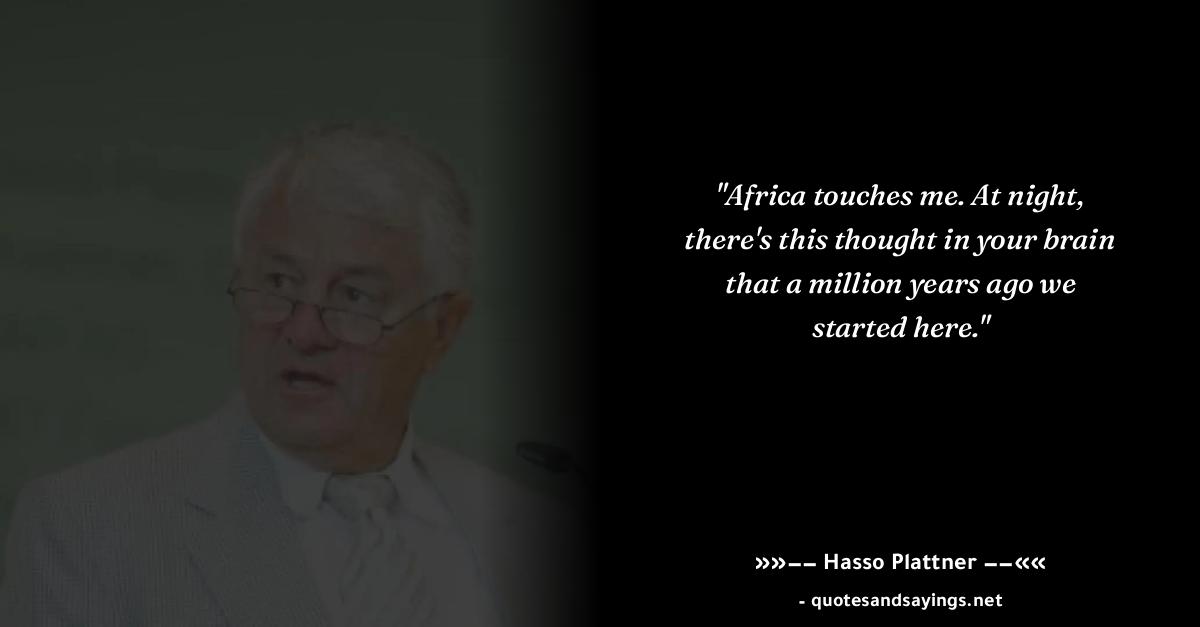 "Africa touches me. At night,
there's this thought in your brain
that a million years ago we
started here."
»»−− Hasso Plattner −−««
- quotesandsayings.net